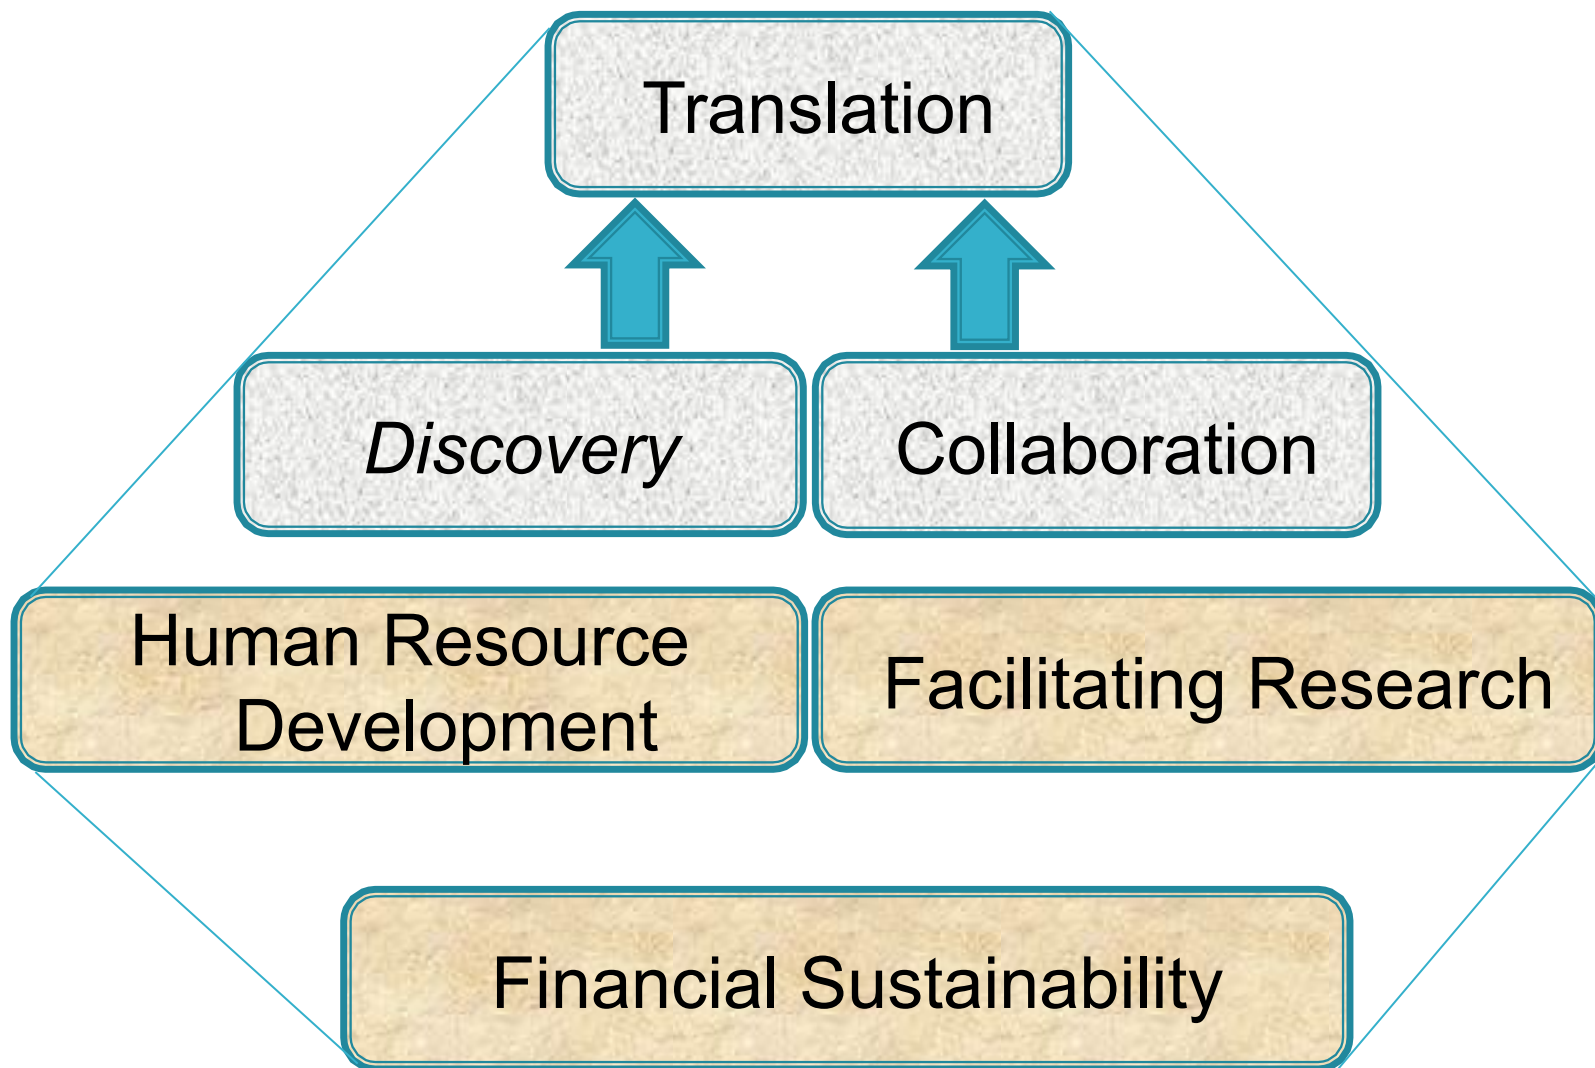 Translation
Discovery
Collaboration
Human Resource
Development
Facilitating Research
Financial Sustainability